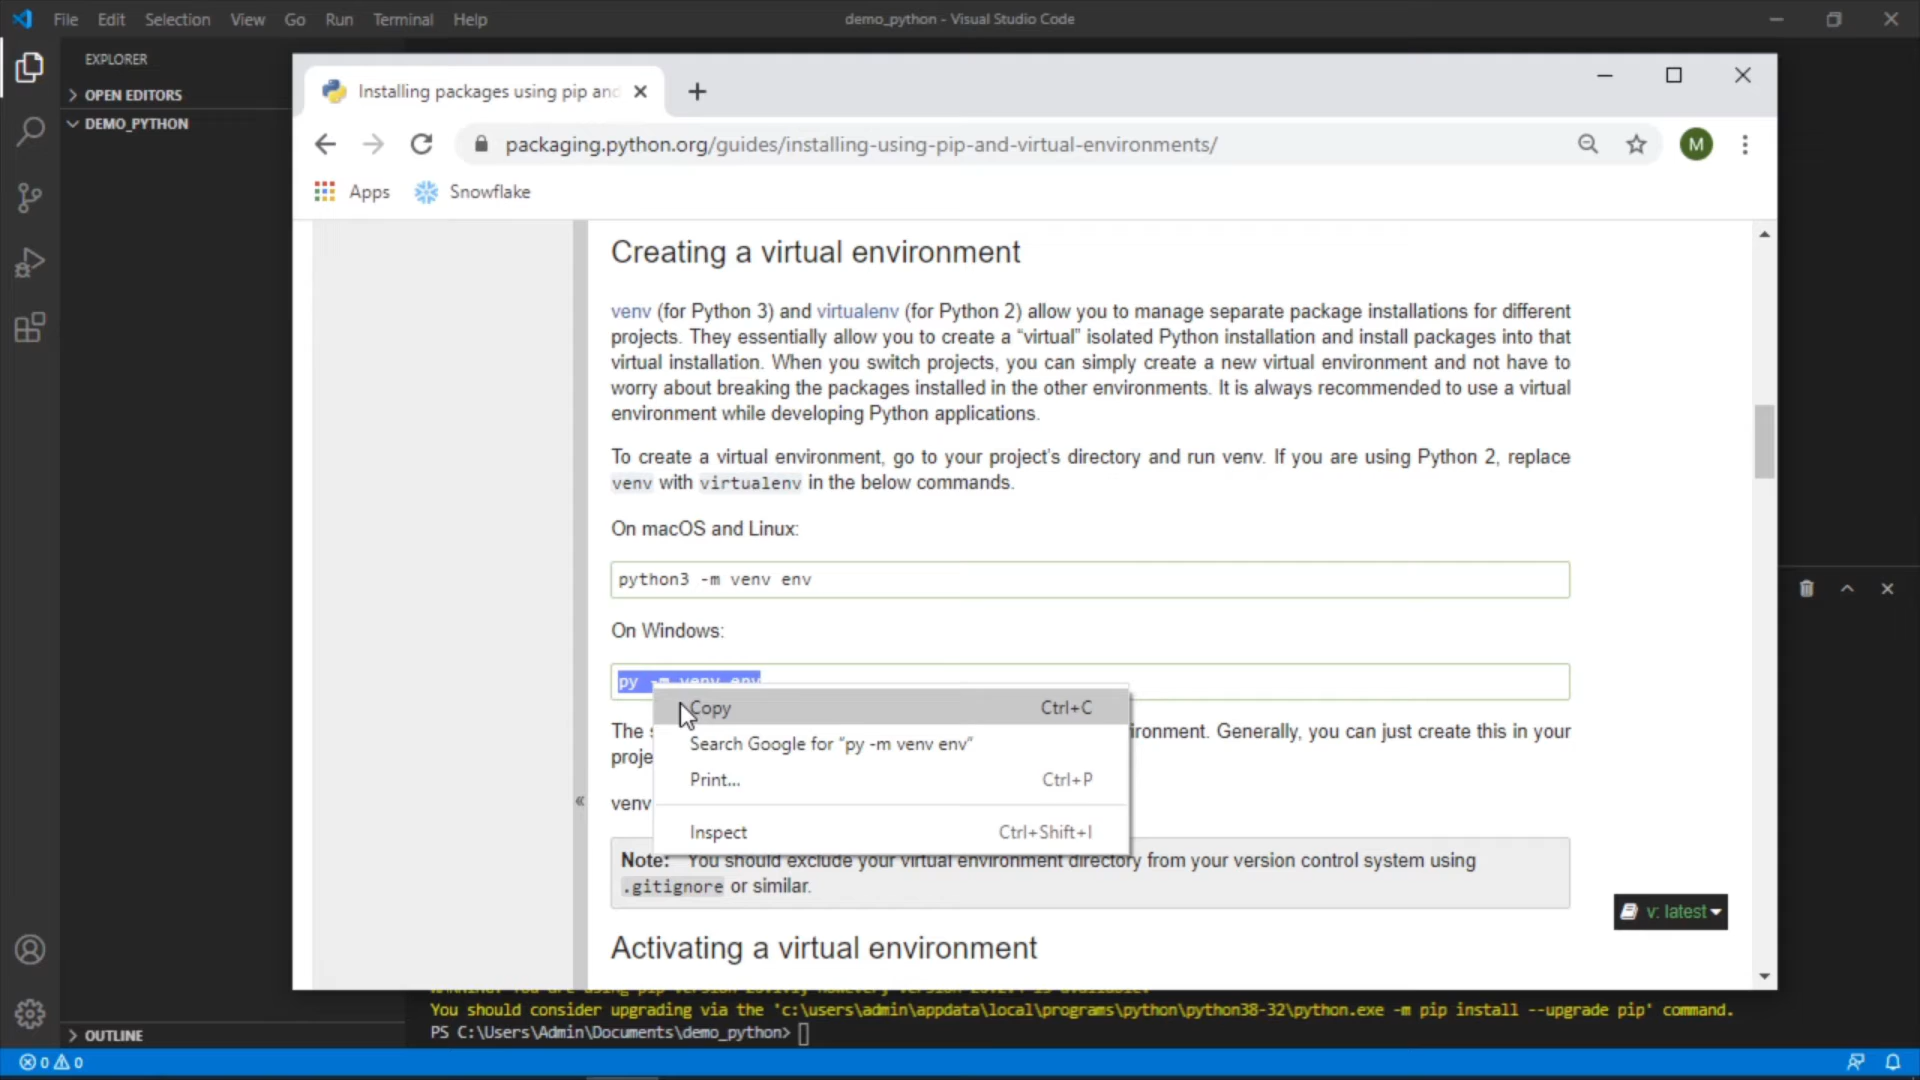 File Edit Selection View Go Run Terminal Help
demo_python - Visual Studio Code
EXPLORER
OPEN EDITORS
DEMO_PYTHON
Installing packages using pip and
packaging.python.org/guides/installing-using-pip-and-virtual-environments/
M
Apps Snowflake
Creating a virtual environment
venv (for Python 3) and virtualenv (for Python 2) allow you to manage separate package installations for different
projects. They essentially allow you to create a “virtual” isolated Python installation and install packages into that
virtual installation. When you switch projects, you can simply create a new virtual environment and not have to
worry about breaking the packages installed in the other environments. It is always recommended to use a virtual
environment while developing Python applications.
To create a virtual environment, go to your project’s directory and run venv. If you are using Python 2, replace
venv with virtualenv in the below commands.
On macOS and Linux:
python3 -m venv env
On Windows:
py -m venv env
Copy Ctrl+C
Search Google for “py -m venv env”
Print... Ctrl+P
Inspect Ctrl+Shift+I
The ironment. Generally, you can just create this in your
proje
venv
Note: You should exclude your virtual environment directory from your version control system using
.gitignore or similar.
v: latest
Activating a virtual environment
You should consider upgrading via the 'c:\users\admin\appdata\local\programs\python\python38-32\python.exe -m pip install --upgrade pip' command.
PS C:\Users\Admin\Documents\demo_python>
OUTLINE
0 0